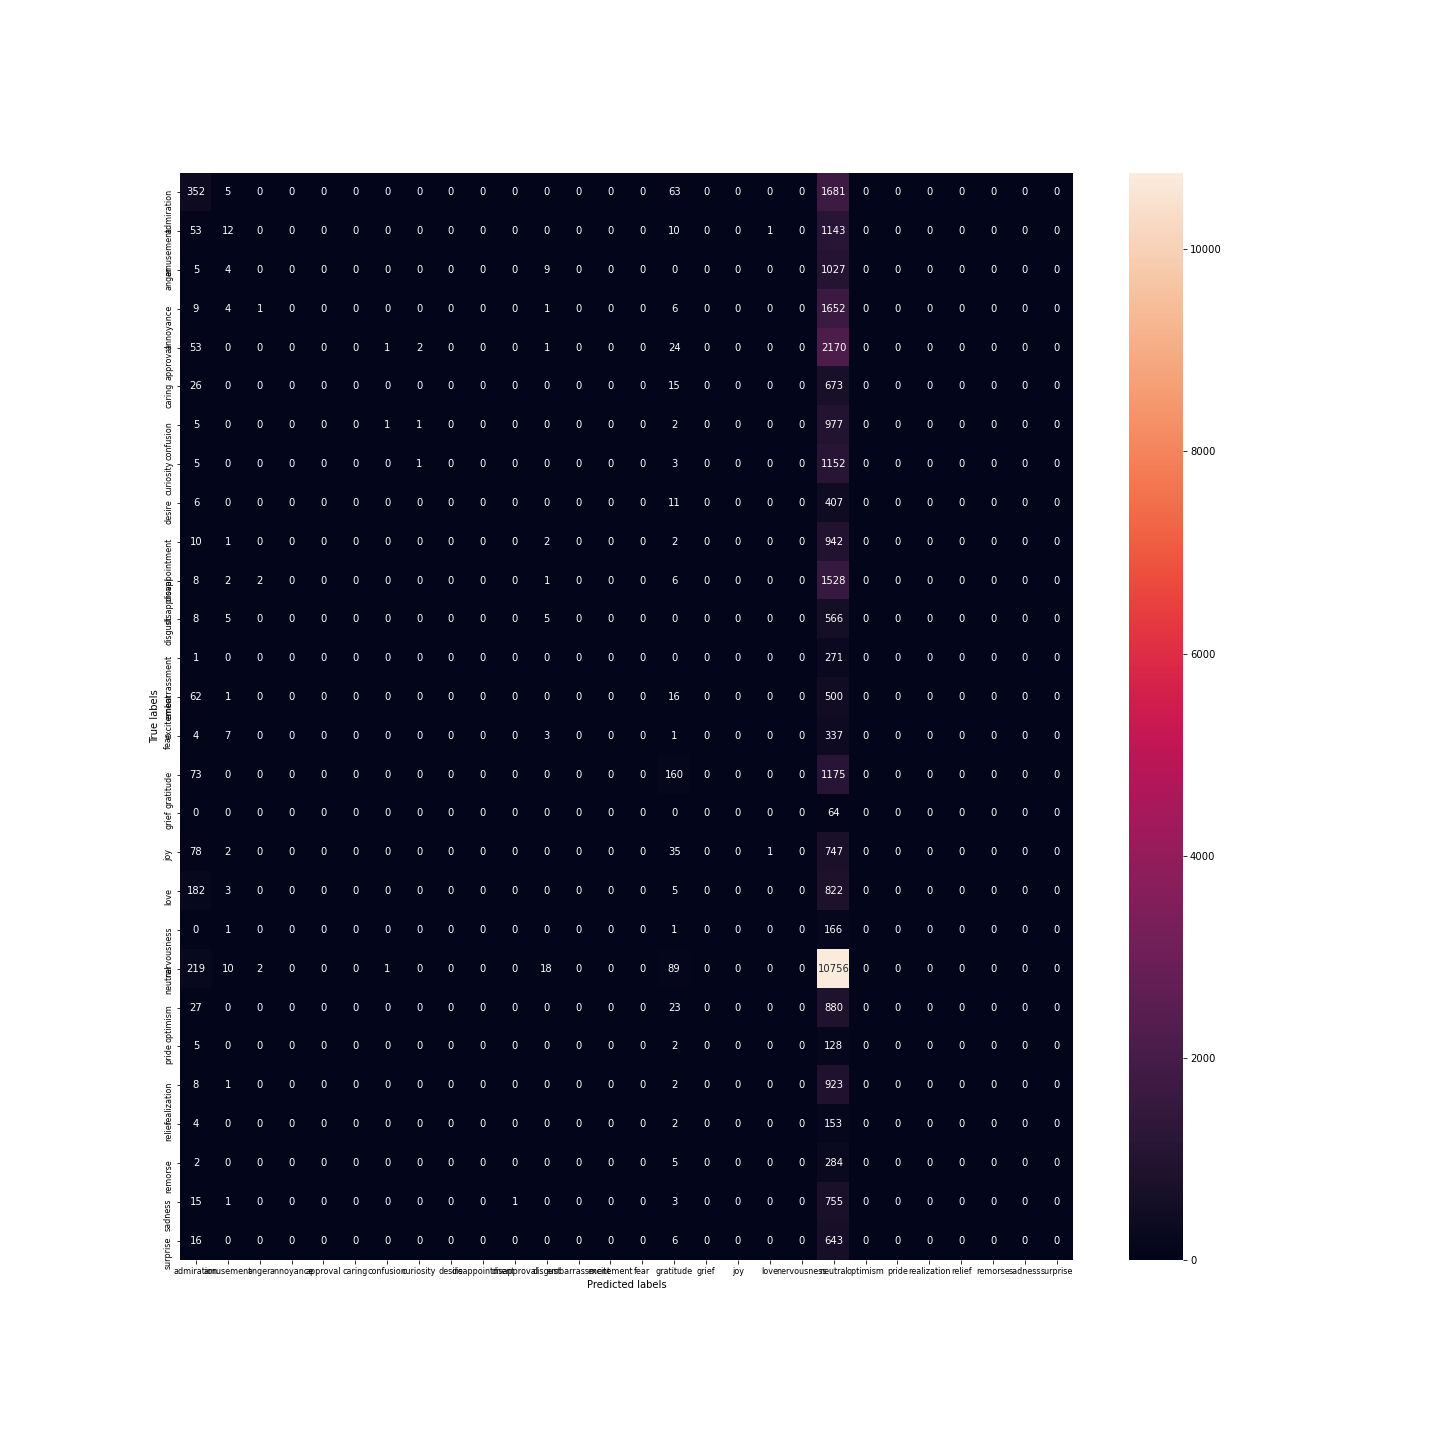 352 5 0 0 0 0 0 0 0 0 0 0 0 0 0 63 0 0 0 0 1681 0 0 0 0 0 0 0
53 12 0 0 0 0 0 0 0 0 0 0 0 0 0 10 0 0 1 0 1143 0 0 0 0 0 0 0
5 4 0 0 0 0 0 0 0 0 0 9 0 0 0 0 0 0 0 0 1027 0 0 0 0 0 0 0
9 4 1 0 0 0 0 0 0 0 0 1 0 0 0 6 0 0 0 0 1652 0 0 0 0 0 0 0
53 0 0 0 0 0 1 2 0 0 0 1 0 0 0 24 0 0 0 0 2170 0 0 0 0 0 0 0
26 0 0 0 0 0 0 0 0 0 0 0 0 0 0 15 0 0 0 0 673 0 0 0 0 0 0 0
5 0 0 0 0 0 1 1 0 0 0 0 0 0 0 2 0 0 0 0 977 0 0 0 0 0 0 0
5 0 0 0 0 0 0 1 0 0 0 0 0 0 0 3 0 0 0 0 1152 0 0 0 0 0 0 0
6 0 0 0 0 0 0 0 0 0 0 0 0 0 0 11 0 0 0 0 407 0 0 0 0 0 0 0
10 1 0 0 0 0 0 0 0 0 0 2 0 0 0 2 0 0 0 0 942 0 0 0 0 0 0 0
8 2 2 0 0 0 0 0 0 0 0 1 0 0 0 6 0 0 0 0 1528 0 0 0 0 0 0 0
8 5 0 0 0 0 0 0 0 0 0 5 0 0 0 0 0 0 0 0 566 0 0 0 0 0 0 0
1 0 0 0 0 0 0 0 0 0 0 0 0 0 0 0 0 0 0 0 271 0 0 0 0 0 0 0
62 1 0 0 0 0 0 0 0 0 0 0 0 0 0 16 0 0 0 0 500 0 0 0 0 0 0 0
4 7 0 0 0 0 0 0 0 0 0 3 0 0 0 1 0 0 0 0 337 0 0 0 0 0 0 0
73 0 0 0 0 0 0 0 0 0 0 0 0 0 0 160 0 0 0 0 1175 0 0 0 0 0 0 0
0 0 0 0 0 0 0 0 0 0 0 0 0 0 0 0 0 0 0 0 64 0 0 0 0 0 0 0
78 2 0 0 0 0 0 0 0 0 0 0 0 0 0 35 0 0 1 0 747 0 0 0 0 0 0 0
182 3 0 0 0 0 0 0 0 0 0 0 0 0 0 5 0 0 0 0 822 0 0 0 0 0 0 0
0 1 0 0 0 0 0 0 0 0 0 0 0 0 0 1 0 0 0 0 166 0 0 0 0 0 0 0
219 10 2 0 0 0 1 0 0 0 0 18 0 0 0 89 0 0 0 0 10756 0 0 0 0 0 0 0
27 0 0 0 0 0 0 0 0 0 0 0 0 0 0 23 0 0 0 0 880 0 0 0 0 0 0 0
5 0 0 0 0 0 0 0 0 0 0 0 0 0 0 2 0 0 0 0 128 0 0 0 0 0 0 0
8 1 0 0 0 0 0 0 0 0 0 0 0 0 0 2 0 0 0 0 923 0 0 0 0 0 0 0
4 0 0 0 0 0 0 0 0 0 0 0 0 0 0 2 0 0 0 0 153 0 0 0 0 0 0 0
2 0 0 0 0 0 0 0 0 0 0 0 0 0 0 5 0 0 0 0 284 0 0 0 0 0 0 0
15 1 0 0 0 0 0 0 0 0 1 0 0 0 0 3 0 0 0 0 755 0 0 0 0 0 0 0
16 0 0 0 0 0 0 0 0 0 0 0 0 0 0 6 0 0 0 0 643 0 0 0 0 0 0 0
admiration
amusement
anger
annoyance
approval
caring
confusion
curiosity
desire
disappointment
disapproval
disgust
embarrassment
excitement
fear
gratitude
grief
joy
love
nervousness
neutral
optimism
pride
realization
relief
remorse
sadness
surprise
True labels
admiration amusement anger annoyance approval caring confusion curiosity desire disappointment disapproval disgust embarrassment excitement fear gratitude grief joy love nervousness neutral optimism pride realization relief remorse sadness surprise
Predicted labels
10000
8000
6000
4000
2000
0